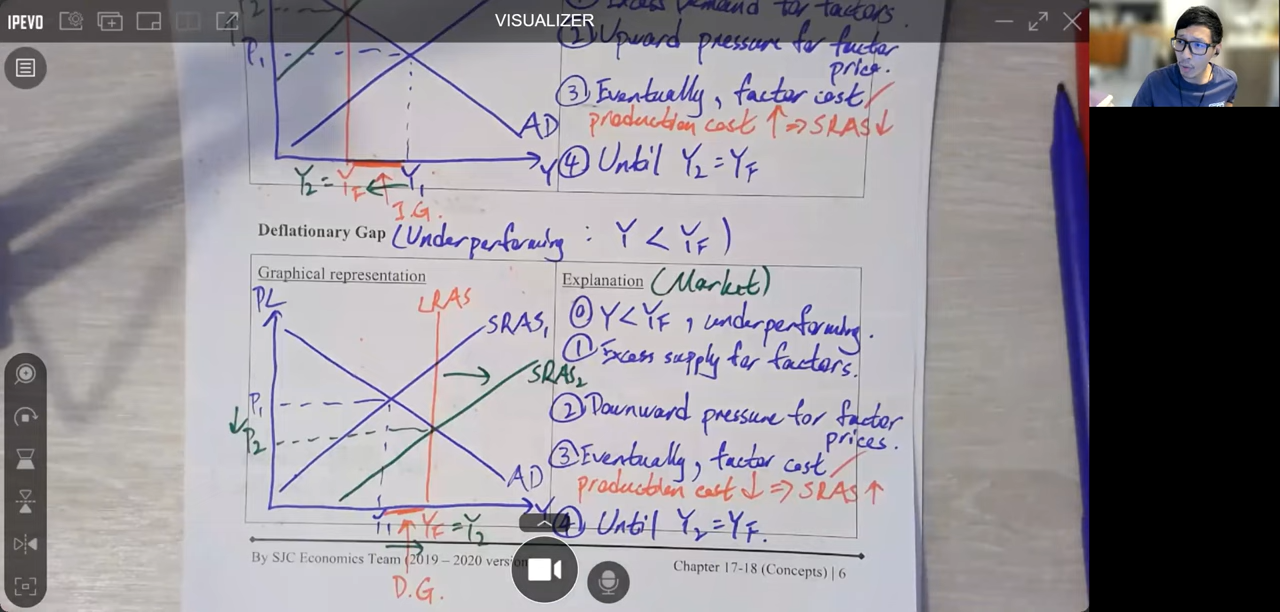 IPEVO
VISUALIZER
demand for factors.
② Upward pressure for factor
price.
P₁
③ Eventually, factor cost/
production cost ↑ ⇒ SRAS ↓
AD
Y
④ Until Y₂ = YF
Y₂ = YF ← Y₁
I.G.
Deflationary Gap (Underperforming : Y < YF)
Graphical representation
Explanation (Market)
PL
LRAS
SRAS₁
⓪ Y < YF , underperforming.
① Excess supply for factors.
→
SRAS₂
P₁
② Downward pressure for factor
prices.
↓ P₂
③ Eventually, factor cost/
production cost ↓ ⇒ SRAS ↑
AD
Y
④ Until Y₂ = YF.
Y₁ YF = Y₂
→
By SJC Economics Team (2019 – 2020 versi
Chapter 17-18 (Concepts) | 6
D.G.